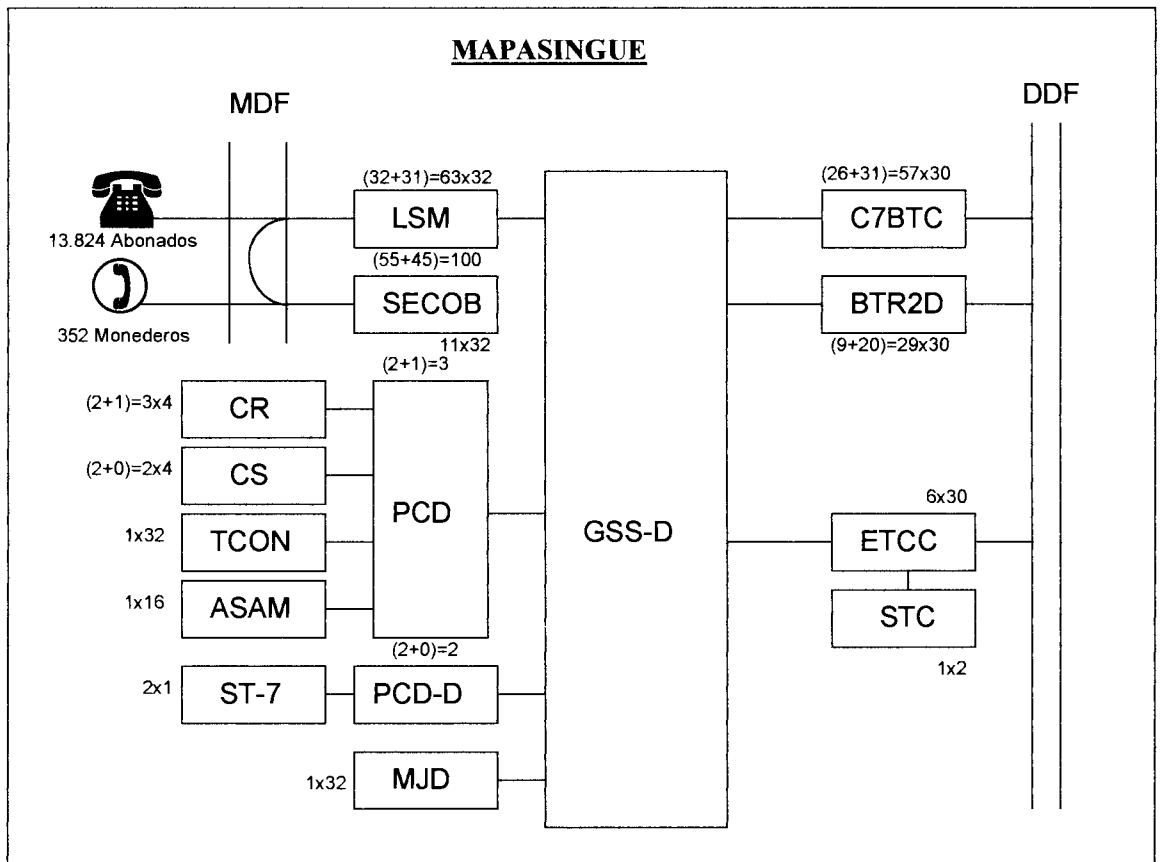 MAPASINGUE
MDF
DDF
13.824 Abonados
352 Monederos
(32+31)=63x32
LSM
(55+45)=100
SECOB
11x32
(2+1)=3
(2+1)=3x4
CR
(2+0)=2x4
CS
1x32
TCON
1x16
ASAM
PCD
(2+0)=2
2x1
ST-7
PCD-D
1x32
MJD
GSS-D
(26+31)=57x30
C7BTC
BTR2D
(9+20)=29x30
6x30
ETCC
STC
1x2